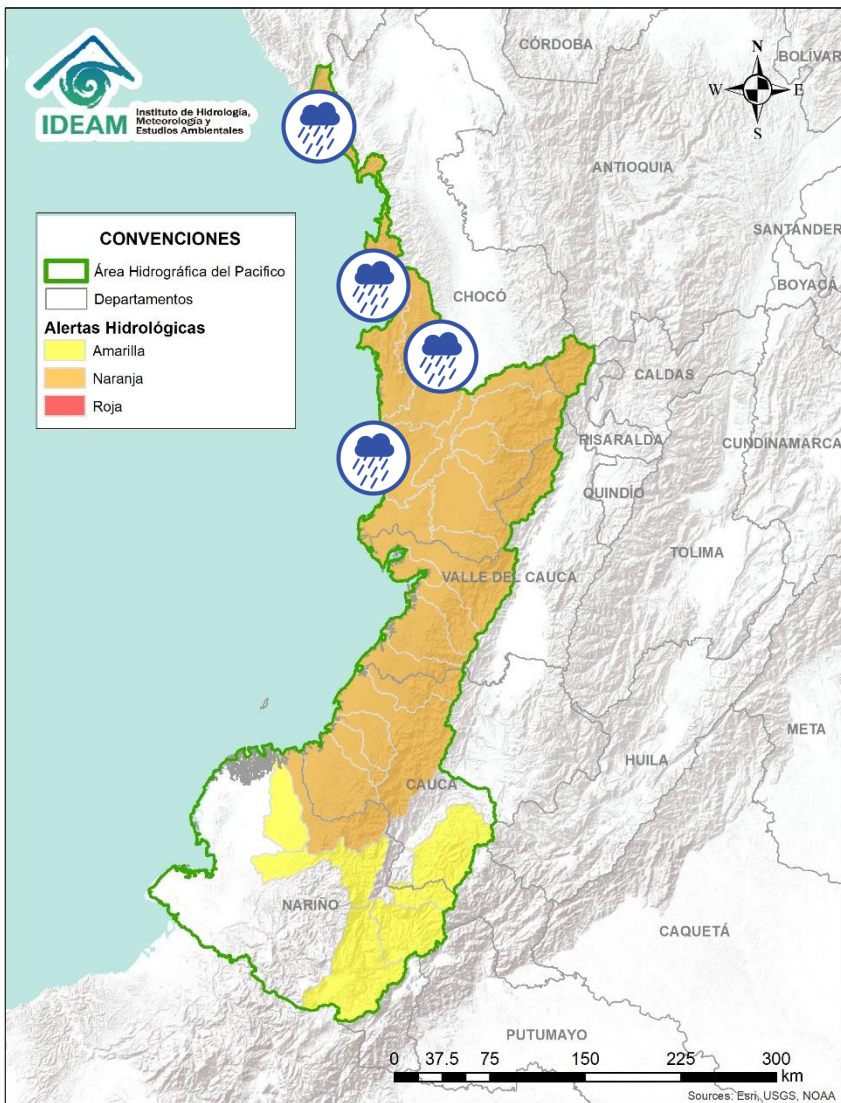 IDEAM
Instituto de Hidrología,
Meteorología y
Estudios Ambientales
N
W
E
S
CÓRDOBA
BOLÍVAR
ANTIOQUIA
SANTANDER
BOYACÁ
CONVENCIONES
Área Hidrográfica del Pacifico
Departamentos
Alertas Hidrológicas
Amarilla
Naranja
Roja
CHOCÓ
CALDAS
RISARALDA
CUNDINAMARCA
QUINDÍO
TOLIMA
VALLE DEL CAUCA
META
HUILA
CAUCA
NARIÑO
CAQUETÁ
PUTUMAYO
0 37.5 75 150 225 300
km
Sources: Esri, USGS, NOAA